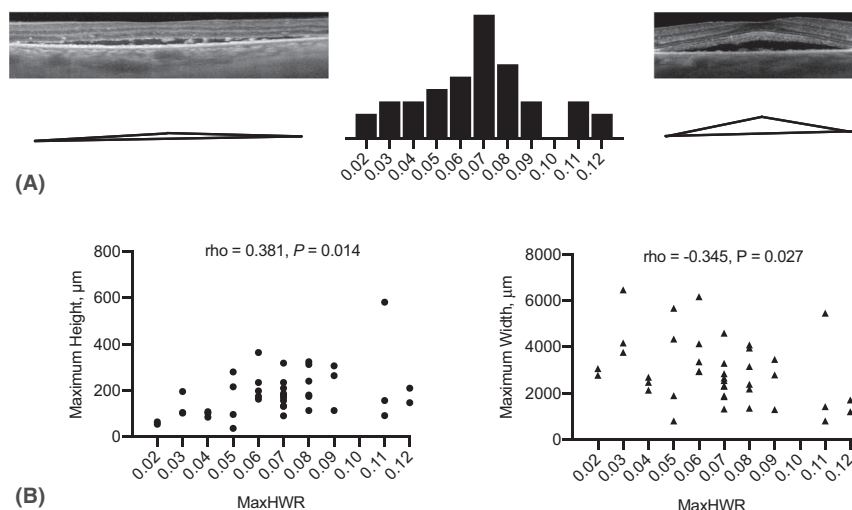 0.02 0.03 0.04 0.05 0.06 0.07 0.08 0.09 0.10 0.11 0.12
(A)
rho = 0.381, P = 0.014
Maximum Height, µm
800
600
400
200
0
0.02 0.03 0.04 0.05 0.06 0.07 0.08 0.09 0.10 0.11 0.12
MaxHWR
rho = -0.345, P = 0.027
Maximum Width, µm
8000
6000
4000
2000
0
0.02 0.03 0.04 0.05 0.06 0.07 0.08 0.09 0.10 0.11 0.12
MaxHWR
(B)